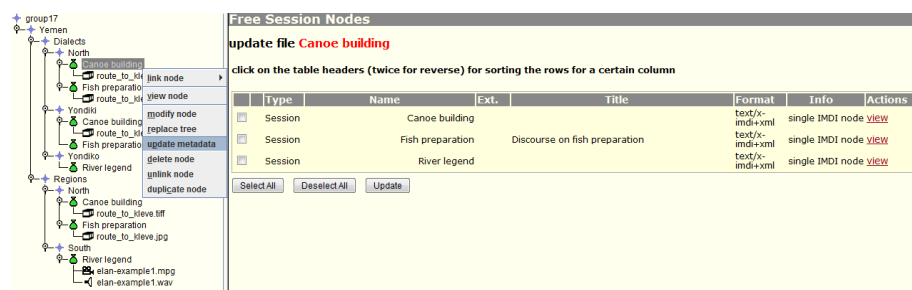 group17
Yemen
Dialects
North
Canoe building
route_to_kle
Fish preparatio
route_to_kle
Yondiki
Canoe building
route_to_kle
Fish preparatio
Yondiko
River legend
Regions
North
Canoe building
route_to_kleve.tiff
Fish preparation
route_to_kleve.jpg
South
River legend
elan-example1.mpg
elan-example1.wav
link node
view node
modify node
replace tree
update metadata
delete node
unlink node
duplicate node
Free Session Nodes
update file Canoe building
click on the table headers (twice for reverse) for sorting the rows for a certain column
Type Name Ext. Title Format Info Actions
Session Canoe building text/x-imdi+xml single IMDI node view
Session Fish preparation Discourse on fish preparation text/x-imdi+xml single IMDI node view
Session River legend text/x-imdi+xml single IMDI node view
Select All Deselect All Update